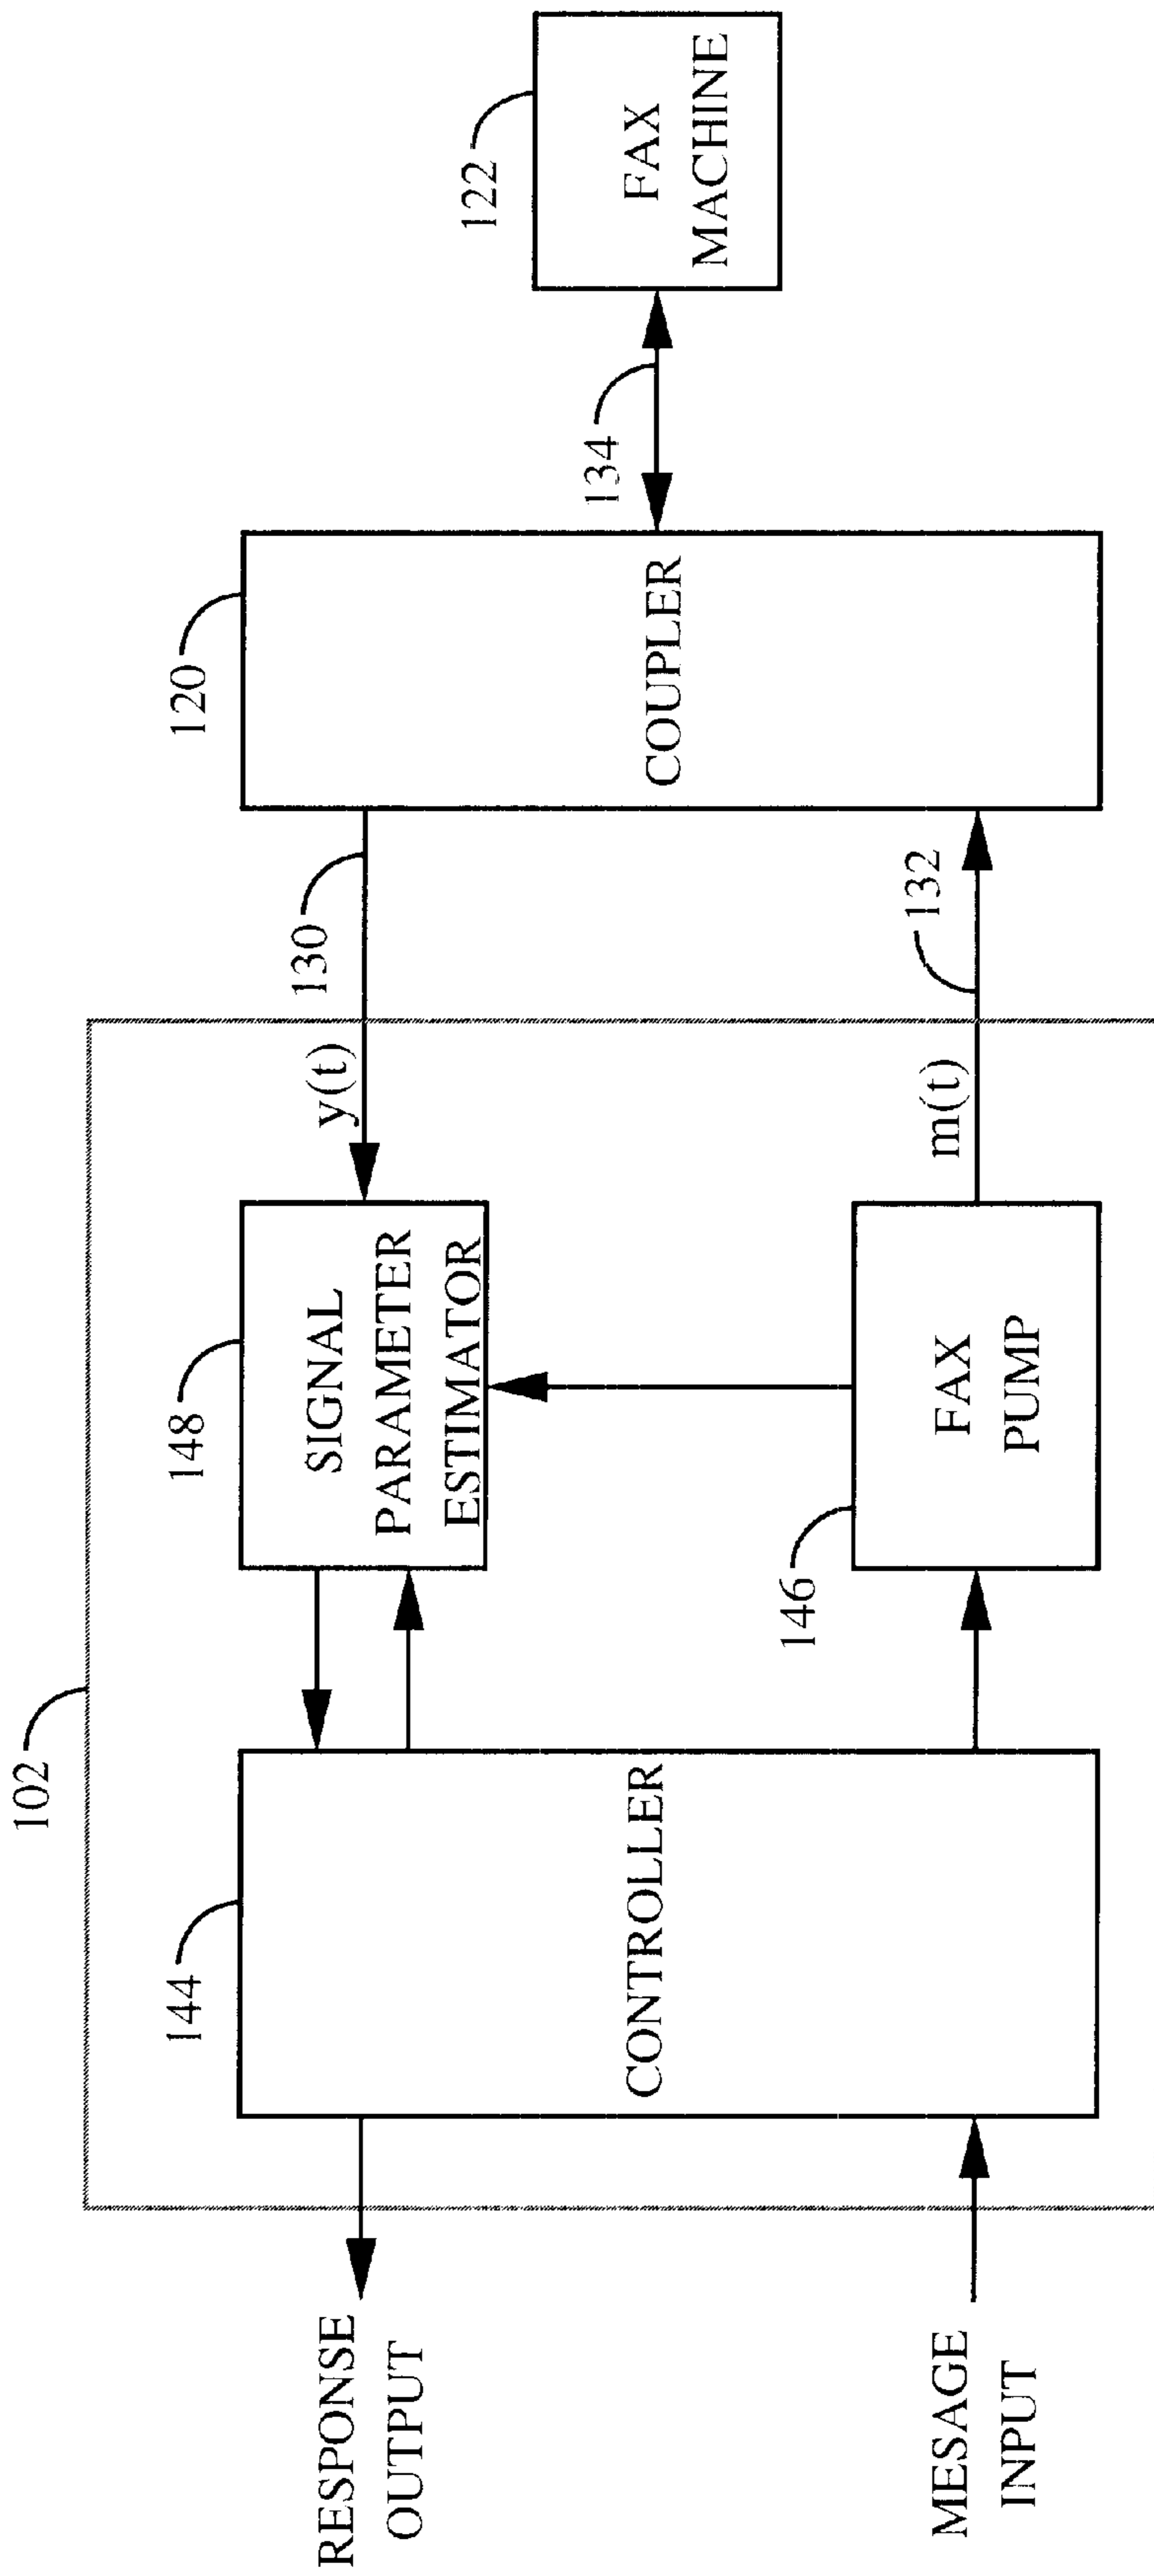 102
144
148
130
120
122
RESPONSE
OUTPUT
y(t)
SIGNAL
PARAMETER
ESTIMATOR
CONTROLLER
COUPLER
134
FAX
MACHINE
146
132
m(t)
FAX
PUMP
MESAGE
INPUT